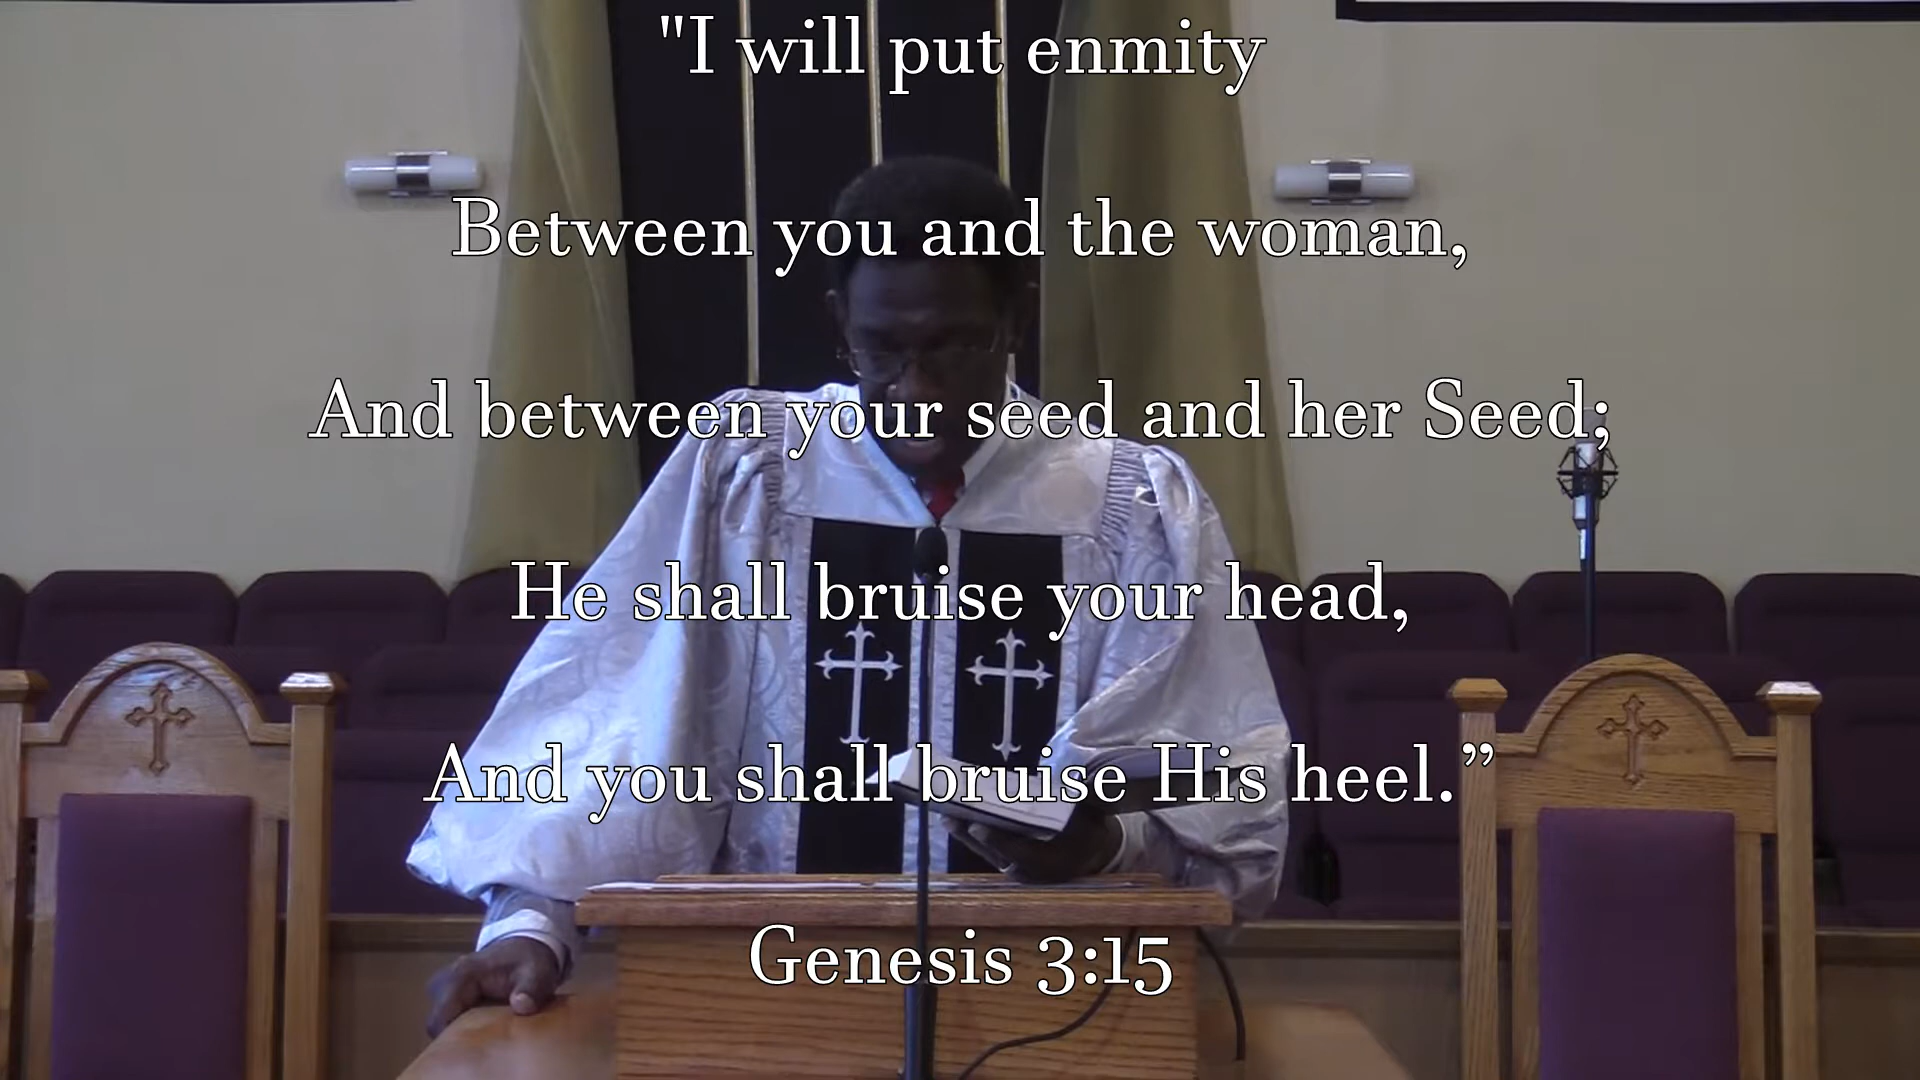 "I will put enmity
Between you and the woman,
And between your seed and her Seed;
He shall bruise your head,
And you shall bruise His heel.”
Genesis 3:15